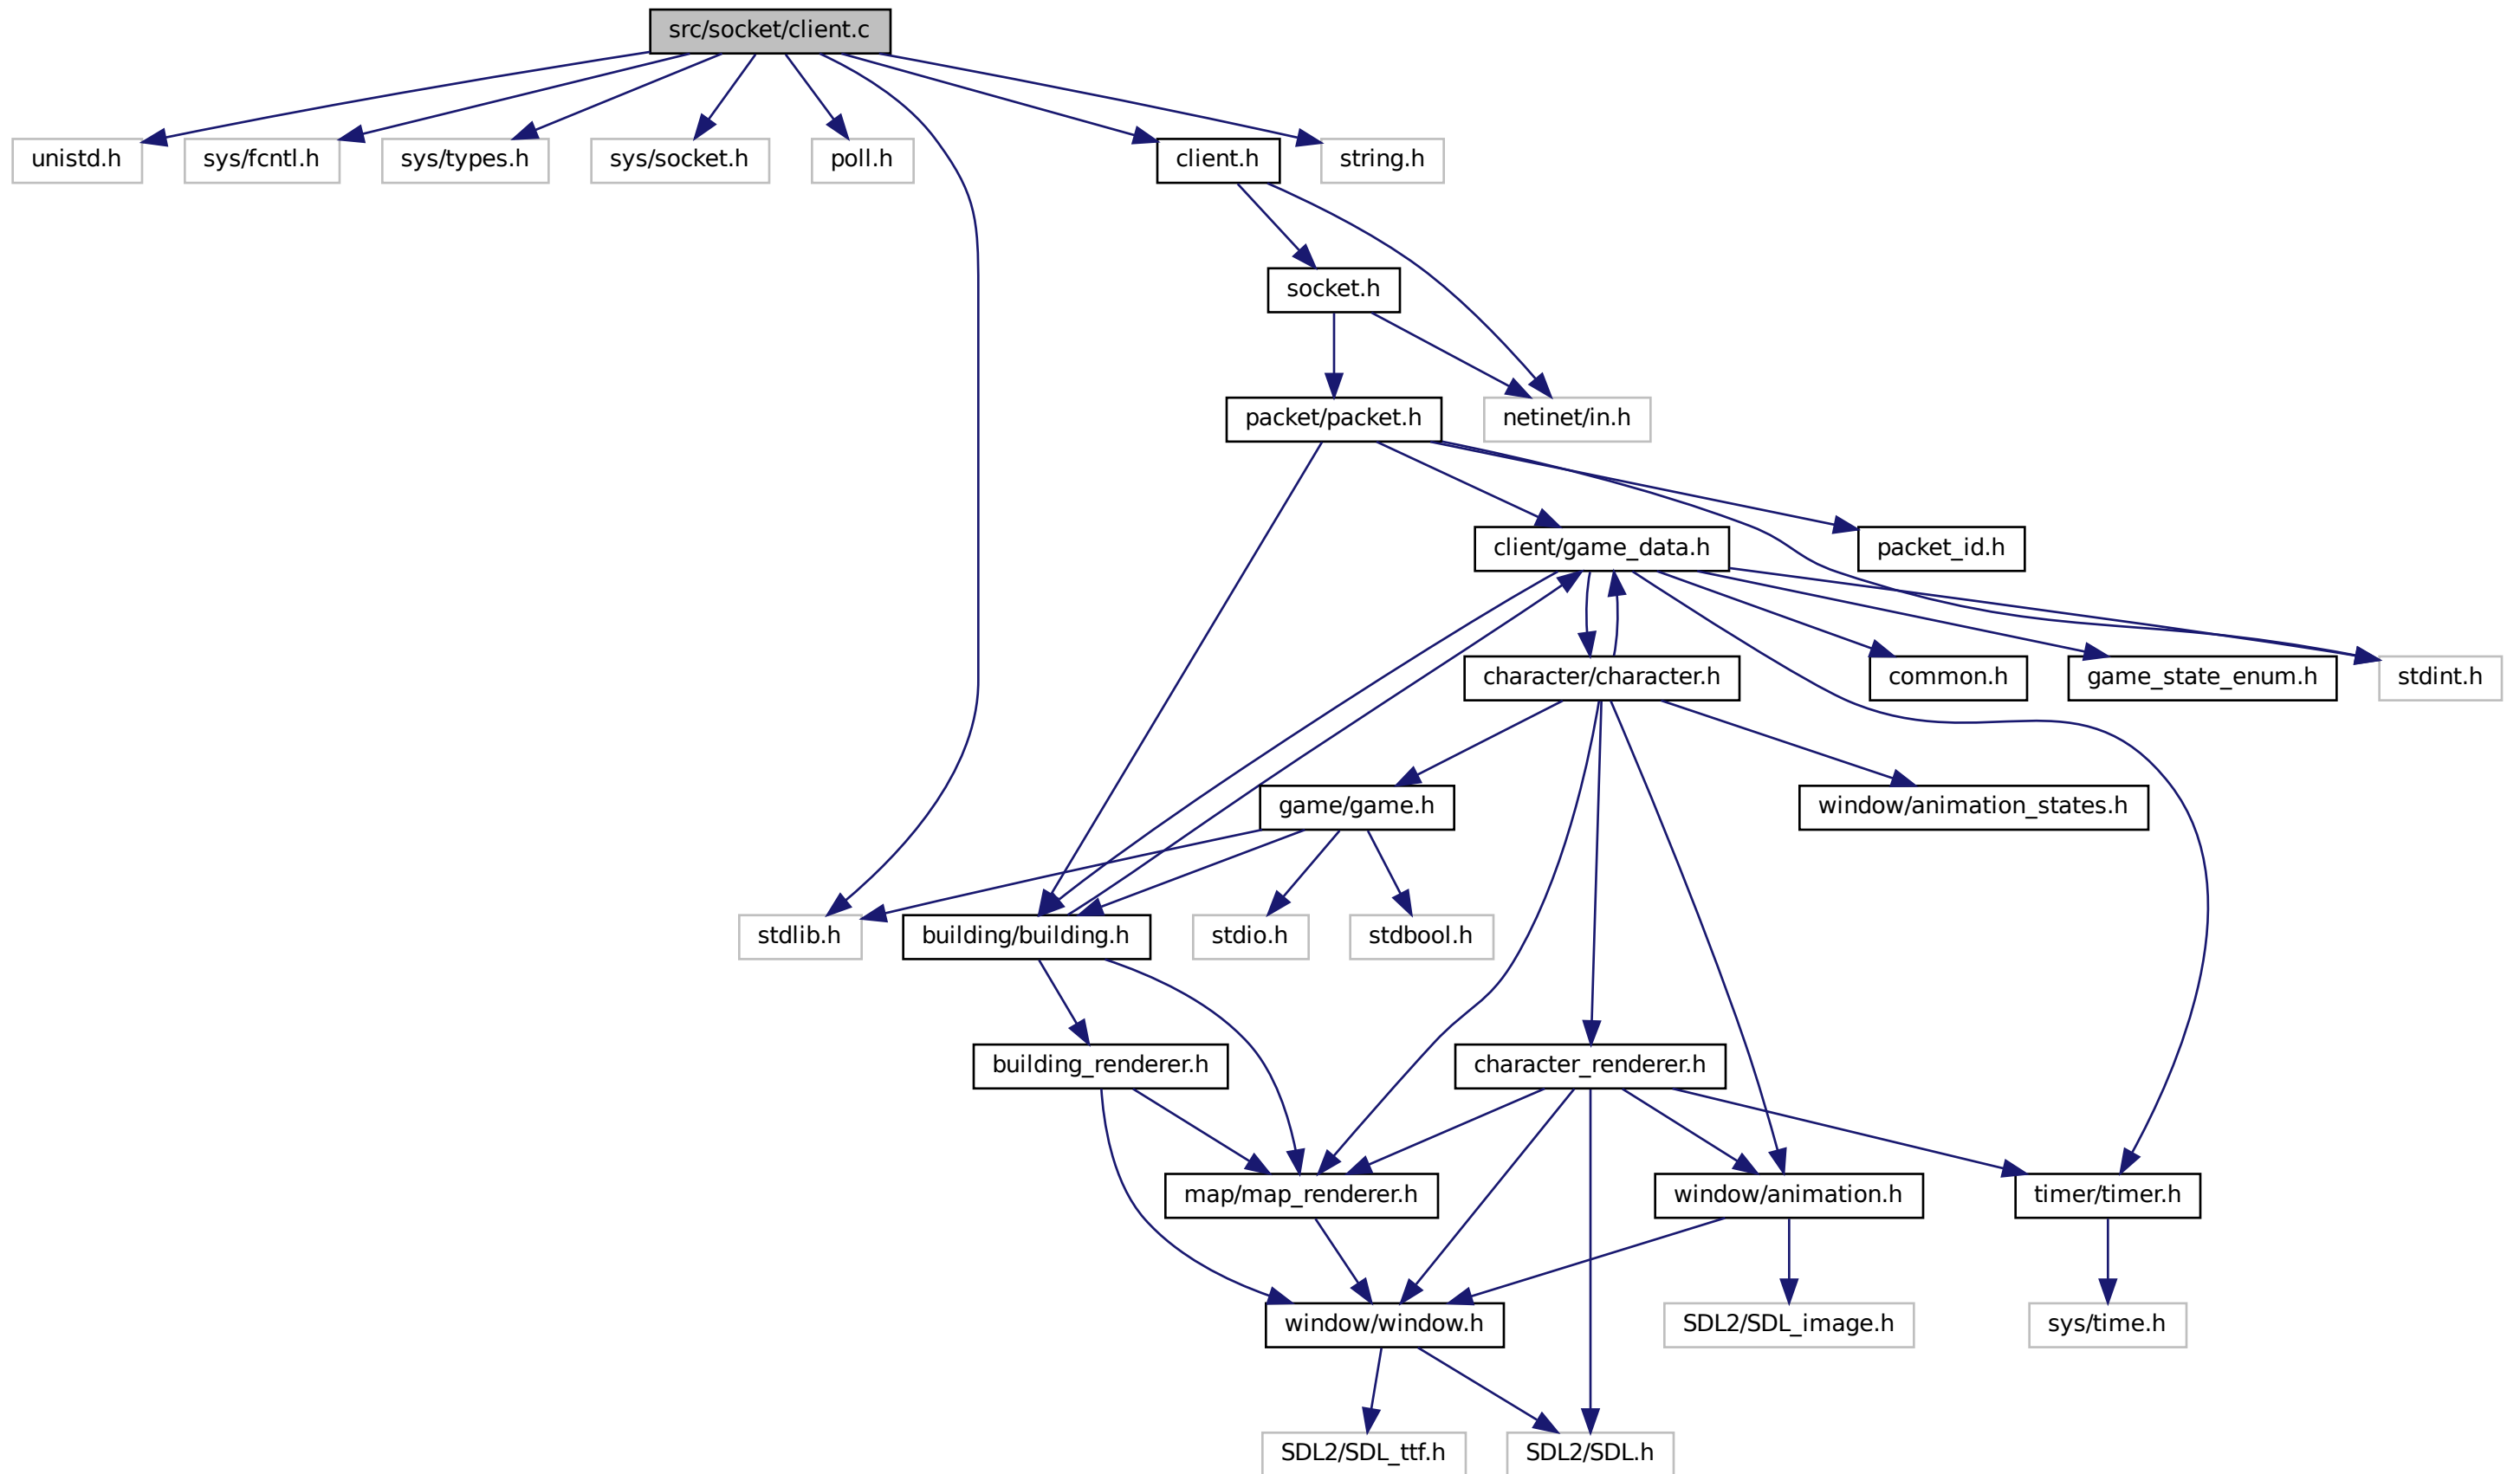 src/socket/client.c
unistd.h
sys/fcntl.h
sys/types.h
sys/socket.h
poll.h
client.h
string.h
socket.h
packet/packet.h
netinet/in.h
client/game_data.h
packet_id.h
character/character.h
common.h
game_state_enum.h
stdint.h
game/game.h
window/animation_states.h
stdlib.h
building/building.h
stdio.h
stdbool.h
building_renderer.h
character_renderer.h
map/map_renderer.h
window/animation.h
timer/timer.h
window/window.h
SDL2/SDL_image.h
sys/time.h
SDL2/SDL_ttf.h
SDL2/SDL.h